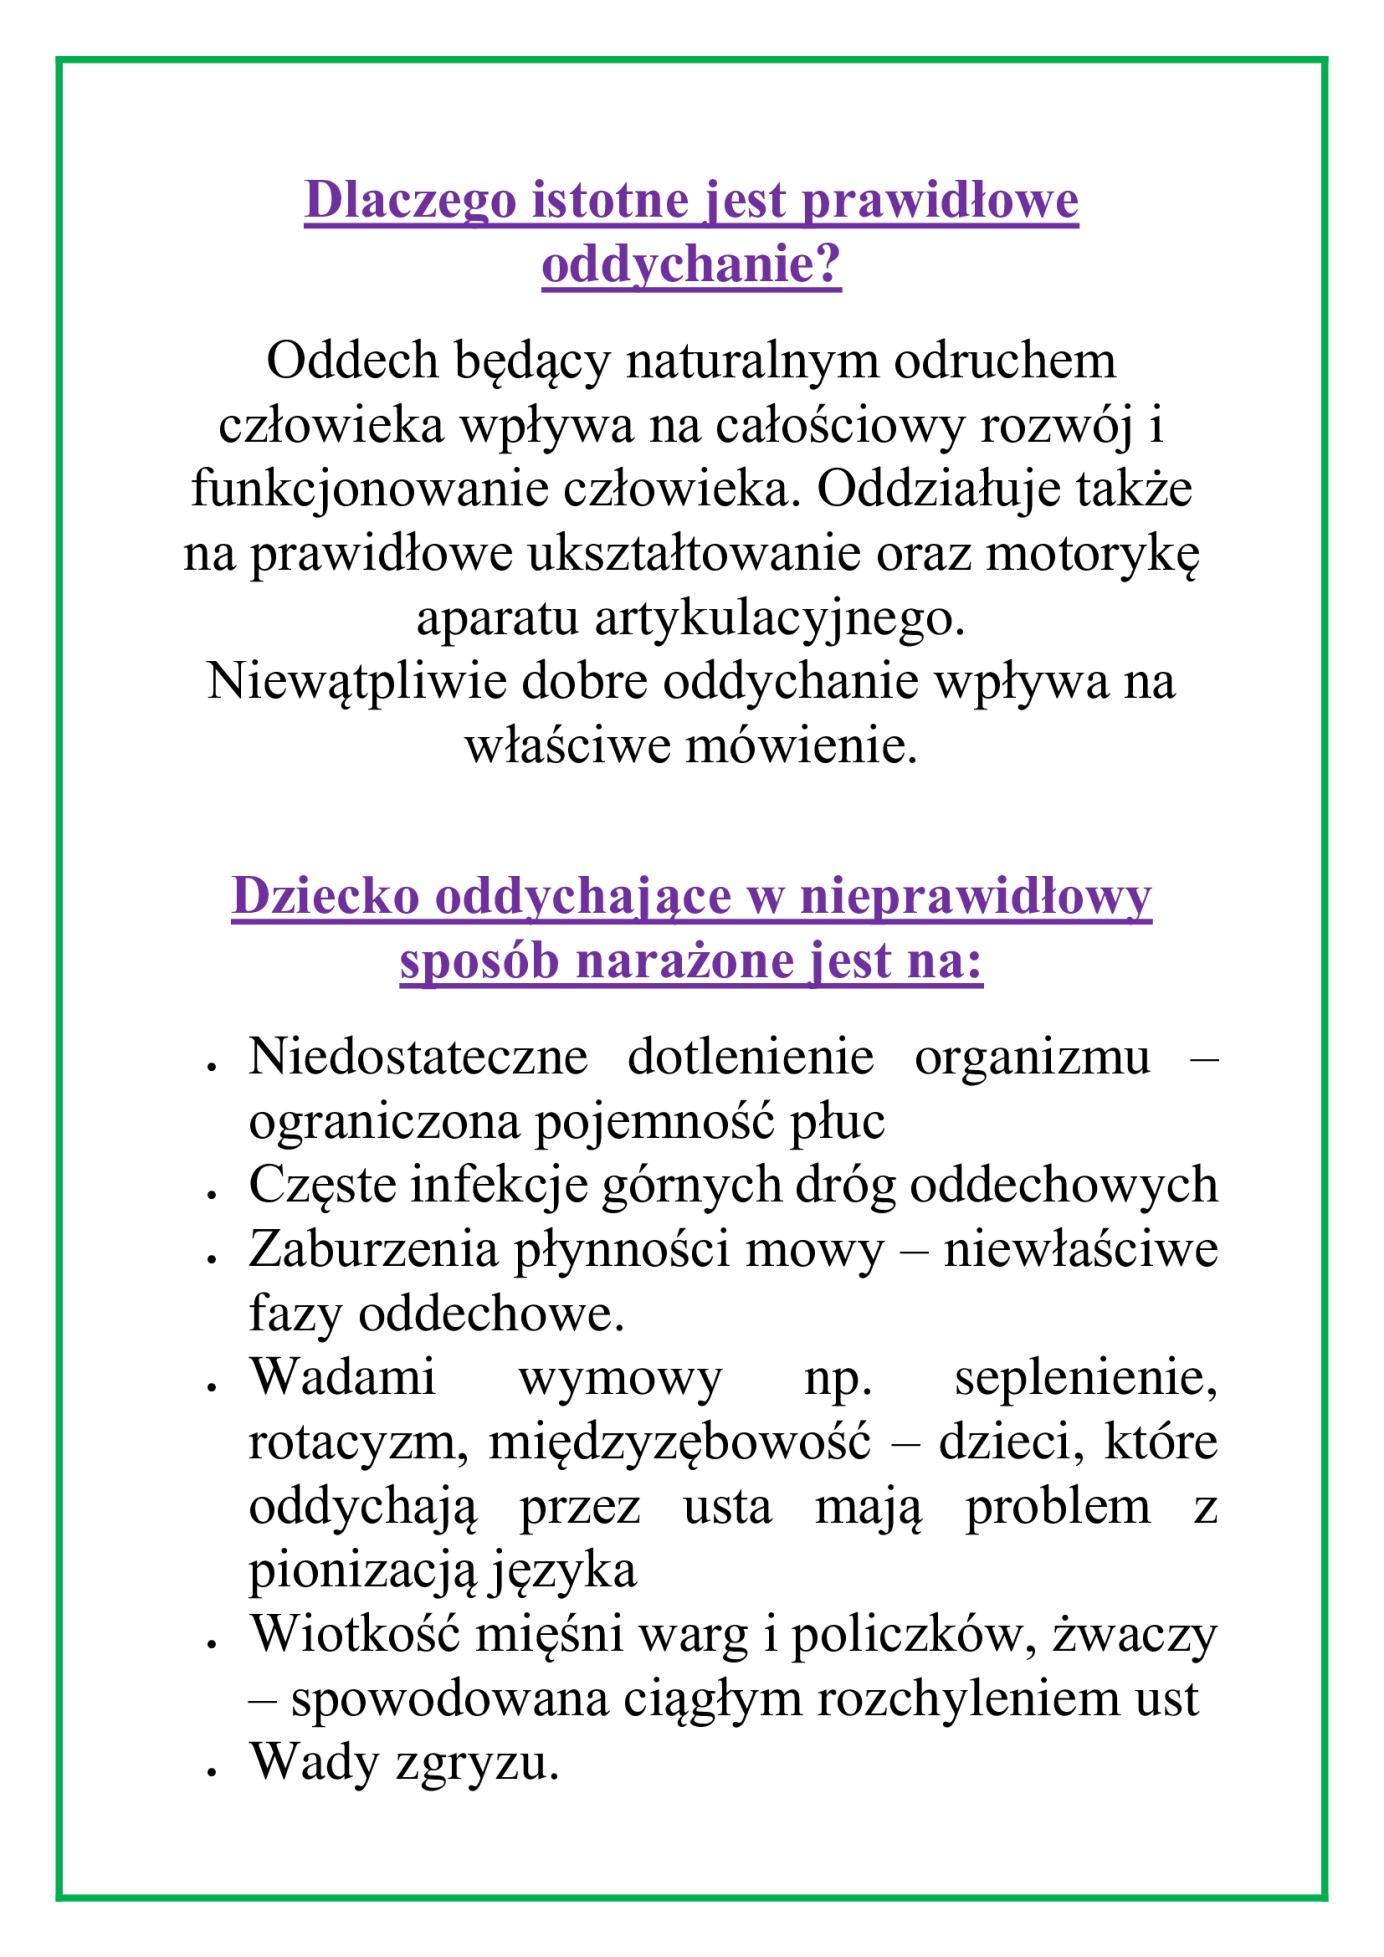 Dlaczego istotne jest prawidłowe
oddychanie?
Oddech będący naturalnym odruchem
człowieka wpływa na całościowy rozwój i
funkcjonowanie człowieka. Oddziałuje także
na prawidłowe ukształtowanie oraz motorykę
aparatu artykulacyjnego.
Niewątpliwie dobre oddychanie wpływa na
właściwe mówienie.
Dziecko oddychające w nieprawidłowy
sposób narażone jest na:
• Niedostateczne dotlenienie organizmu –
ograniczona pojemność płuc
• Częste infekcje górnych dróg oddechowych
• Zaburzenia płynności mowy – niewłaściwe
fazy oddechowe.
• Wadami wymowy np. seplenienie,
rotacyzm, międzyzębowość – dzieci, które
oddychają przez usta mają problem z
pionizacją języka
• Wiotkość mięśni warg i policzków, żwaczy
– spowodowana ciągłym rozchyleniem ust
• Wady zgryzu.